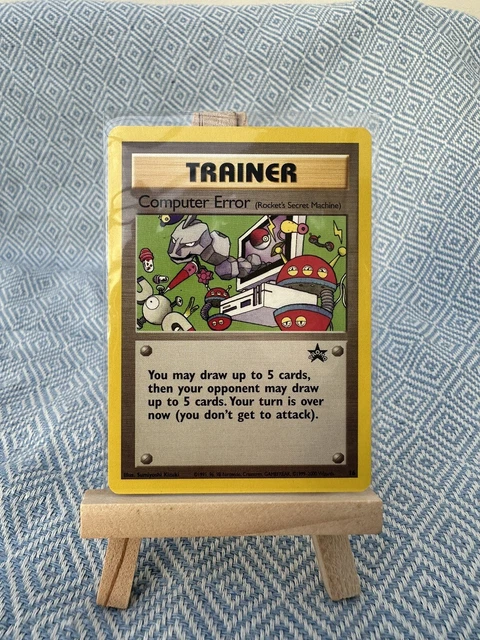 TRAINER
Computer Error (Rocket's Secret Machine)
You may draw up to 5 cards,
then your opponent may draw
up to 5 cards. Your turn is over
now (you don't get to attack).
16